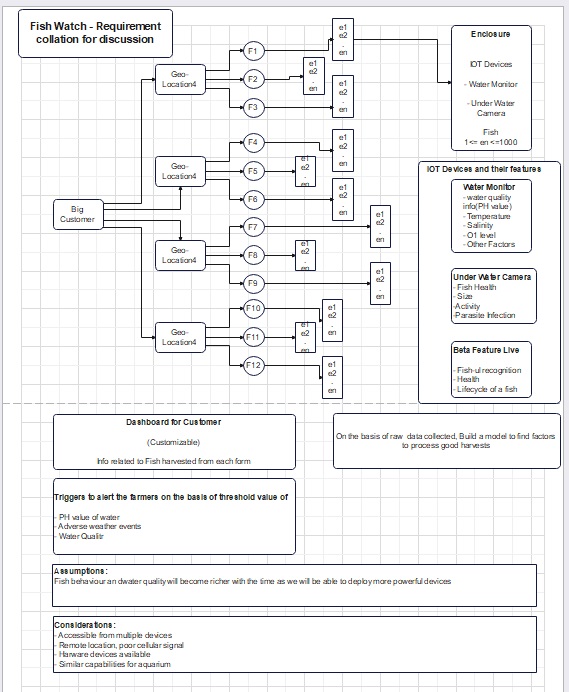 Fish Watch - Requirement
collation for discussion
Big
Customer
Geo-
Location4
Geo-
Location4
Geo-
Location4
Geo-
Location4
F1
F2
F3
F4
F5
F6
F7
F8
F9
F10
F11
F12
e1
e2
.
en
e1
e2
.
en
e1
e2
.
en
e1
e2
.
en
e1
e2
.
en
e1
e2
.
en
e1
e2
.
en
e1
e2
.
en
e1
e2
.
en
e1
e2
.
en
e1
e2
.
en
e1
e2
.
en
Enclosure
IOT Devices
- Water Monitor
- Under Water
Camera
Fish
1<= en <=1000
IOT Devices and their features
Water Monitor
- water quality
info(PH value)
- Temperature
- Salinity
- O1 level
- Other Factors
Under Water Camera
- Fish Health
- Size
-Activity
-Parasite Infection
Beta Feature Live
- Fish-ul recognition
- Health
- Lifecycle of a fish
Dashboard for Customer
(Customizable)
Info related to Fish harvested from each form
On the basis of raw data collected, Build a model to find factors
to process good harvests
Triggers to alert the farmers on the basis of threshold value of
- PH value of water
- Adverse weather events
- Water Qualitr
Assumptions:
Fish behaviour an dwater quality will become richer with the time as we will be able to deploy more powerful devices
Considerations:
- Accessible from multiple devices
- Remote location, poor cellular signal
- Harware devices available
- Similar capabilities for aquarium